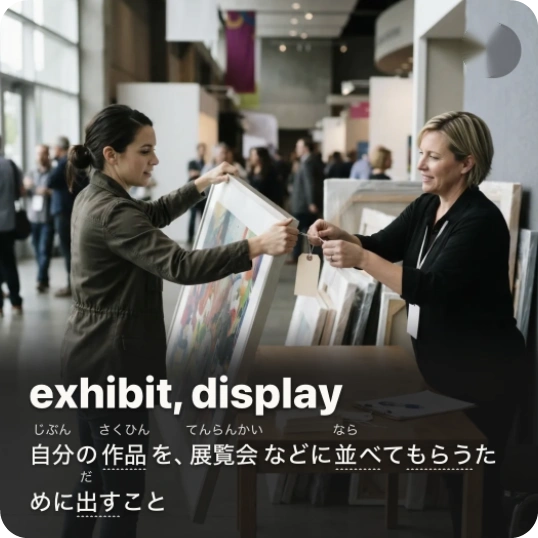 exhibit, display
じぶん さくひん てんらんかい なら
自分の作品を、展覧会などに並べてもらうた
だ
めに出すこと